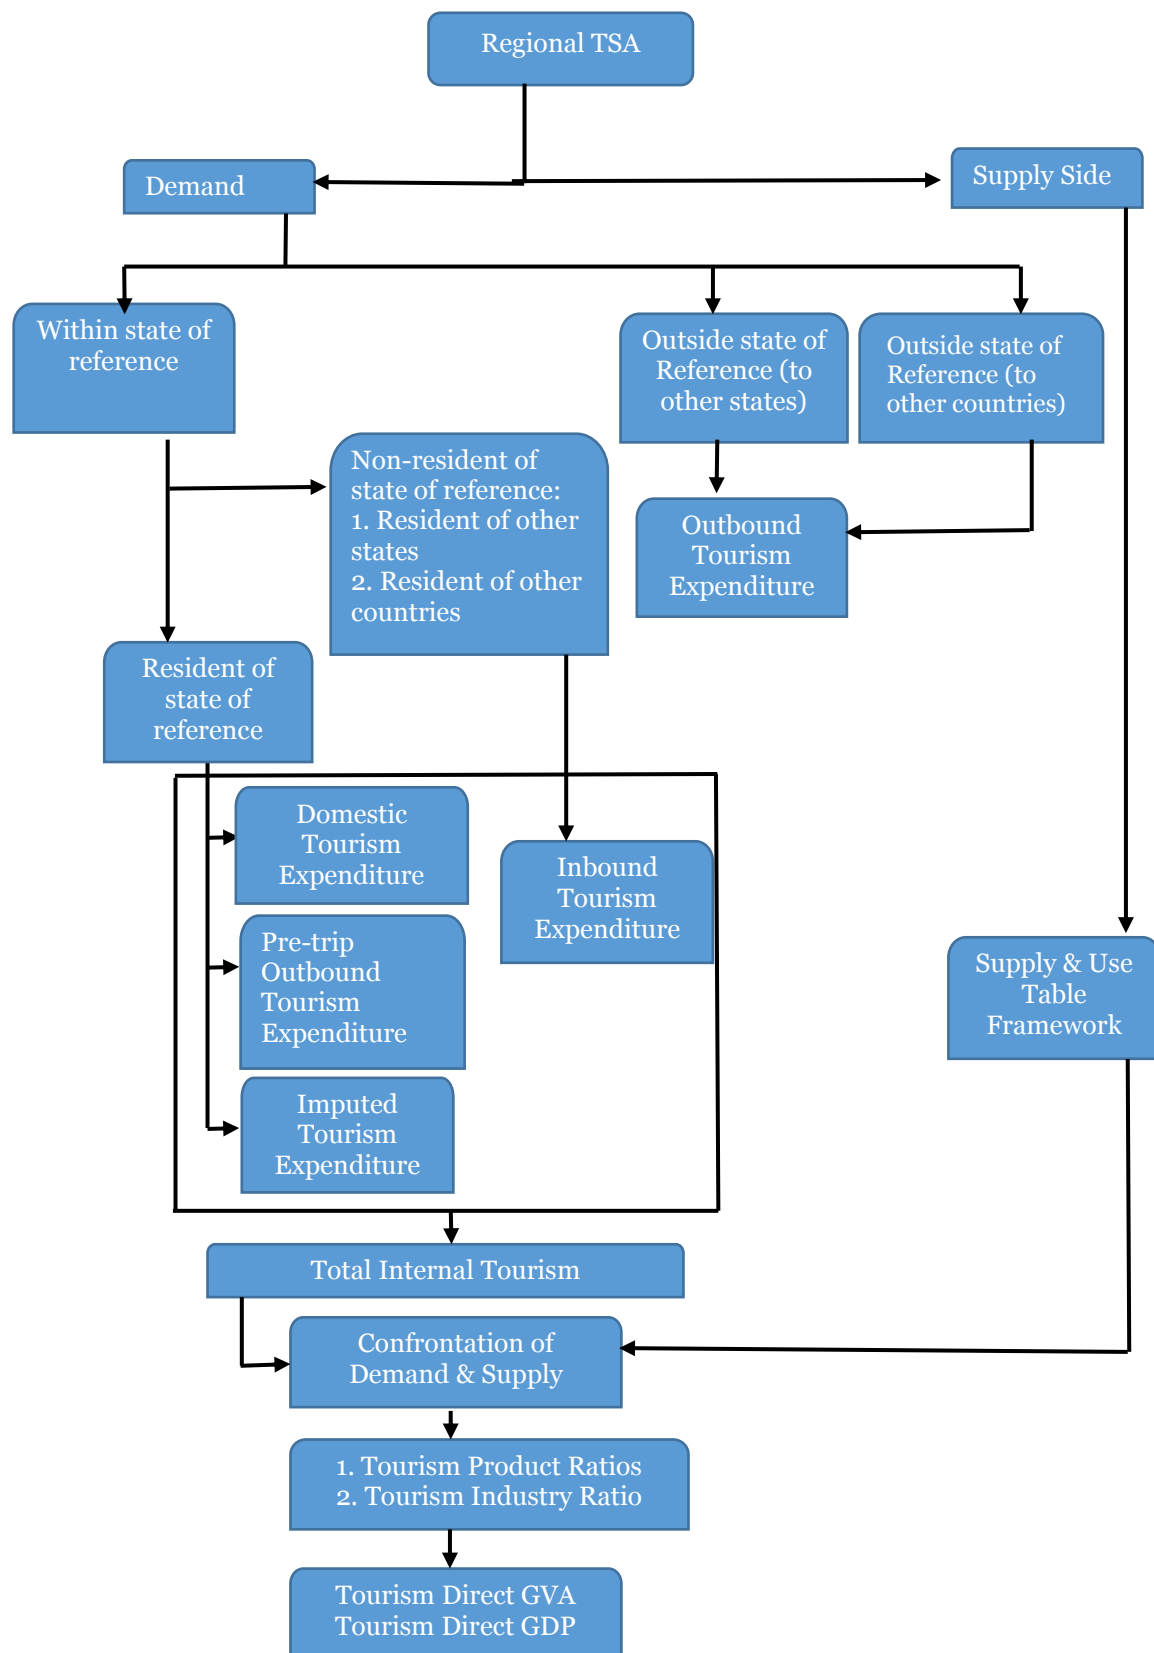 Regional TSA
Demand
Supply Side
Within state of
reference
Outside state of
Reference (to
other states)
Outside state of
Reference (to
other countries)
Non-resident of
state of reference:
1. Resident of other
states
2. Resident of other
countries
Outbound
Tourism
Expenditure
Resident of
state of
reference
Domestic
Tourism
Expenditure
Inbound
Tourism
Expenditure
Pre-trip
Outbound
Tourism
Expenditure
Supply & Use
Table
Framework
Imputed
Tourism
Expenditure
Total Internal Tourism
Confrontation of
Demand & Supply
1. Tourism Product Ratios
2. Tourism Industry Ratio
Tourism Direct GVA
Tourism Direct GDP